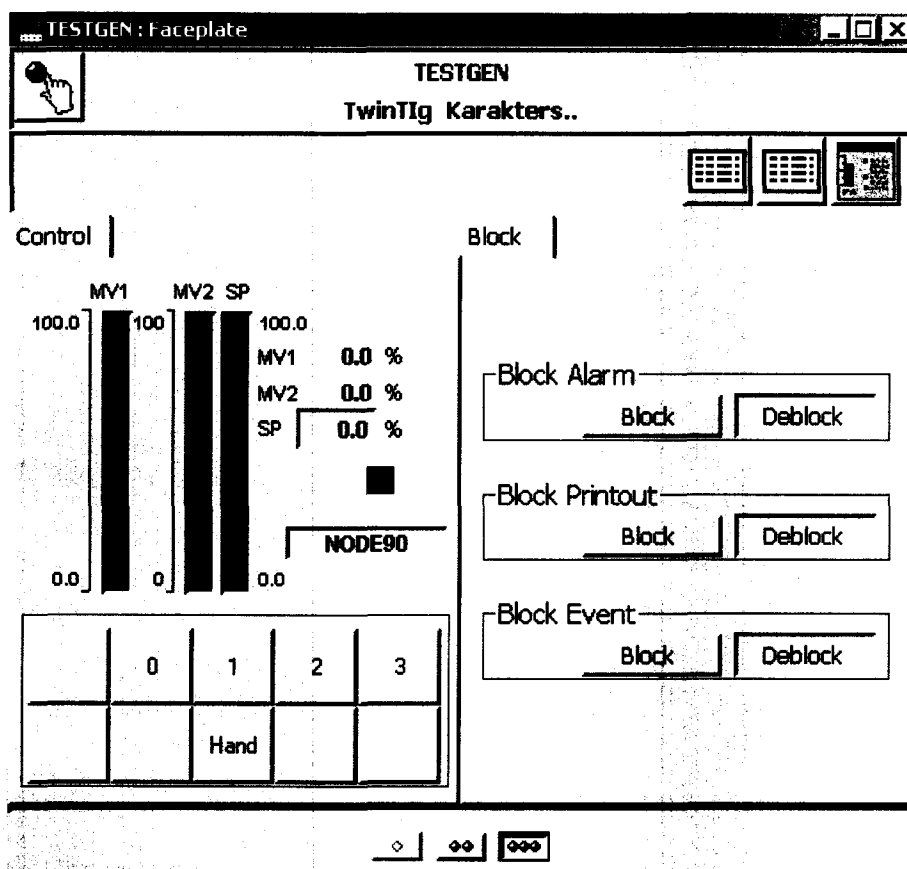 TESTGEN : Faceplate
TESTGEN
TwinTIg Karakters..
Control
Block
MV1 MV2 SP
100.0 100 100.0
MV1 0.0 %
MV2 0.0 %
SP 0.0 %
NODE90
0.0 0 0.0
0 1 2 3
Hand
Block Alarm
Block Deblock
Block Printout
Block Deblock
Block Event
Block Deblock